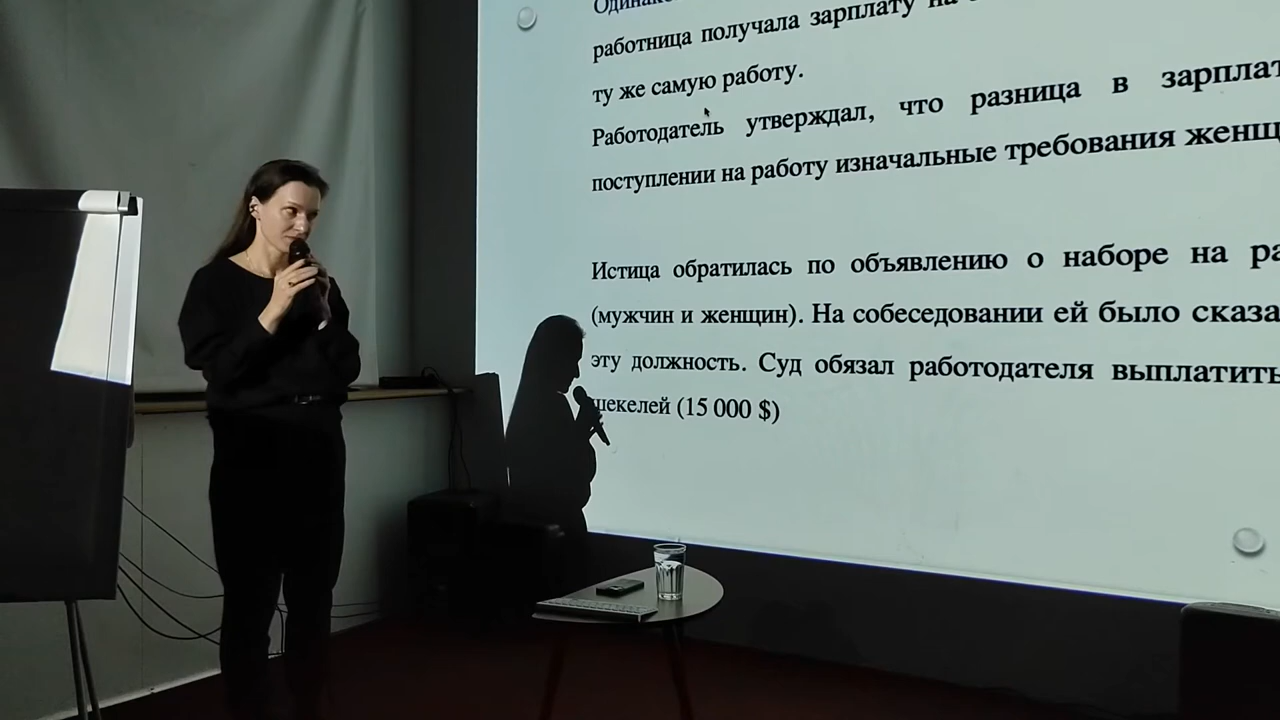 работница получала зарплату на
ту же самую работу.
Работодатель утверждал, что разница в зарплат
поступлении на работу изначальные требования женщ
Истица обратилась по объявлению о наборе на ра
(мужчин и женщин). На собеседовании ей было сказа
эту должность. Суд обязал работодателя выплатить
шекелей (15 000 $)